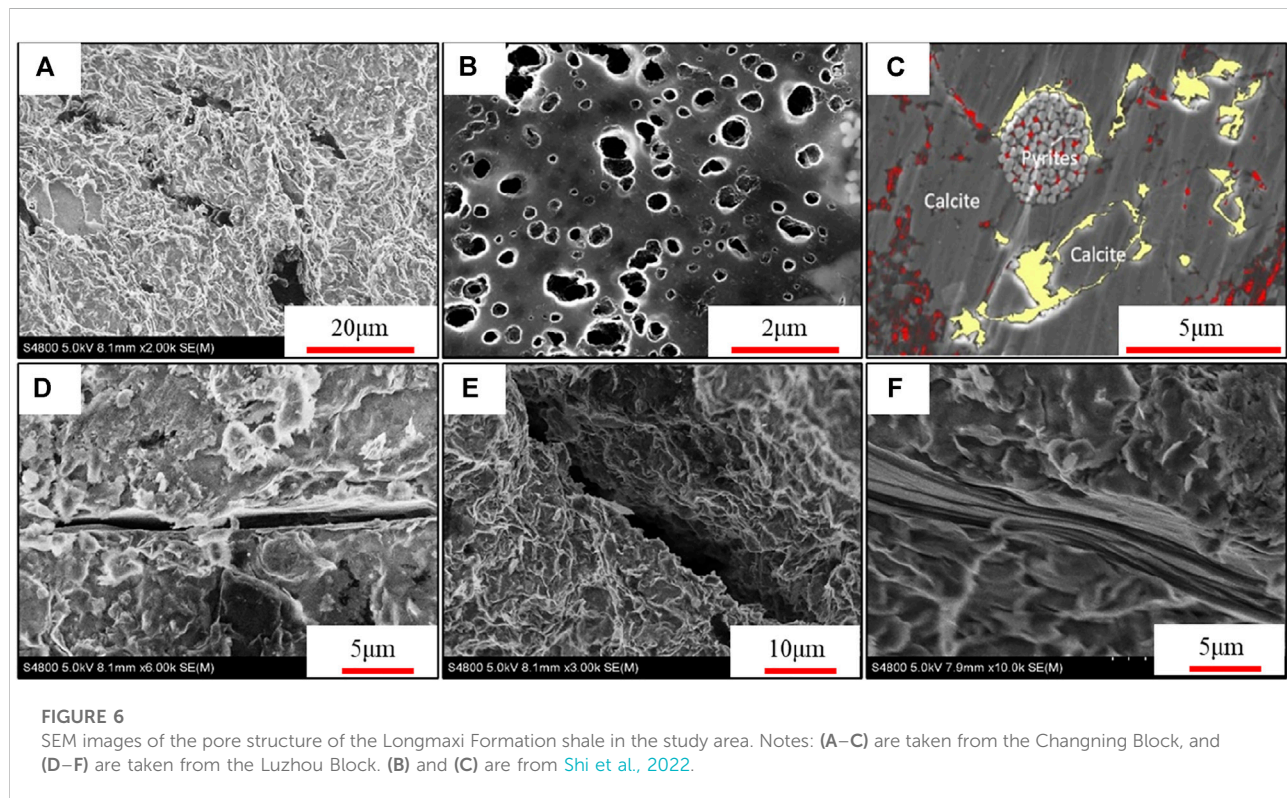 A
20μm
S4800 5.0kV 8.1mm x2.00k SE(M)
B
2μm
C
Pyrites
Calcite
Calcite
5μm
D
5μm
S4800 5.0kV 8.1mm x6.00k SE(M)
E
10μm
S4800 5.0kV 8.1mm x3.00k SE(M)
F
5μm
S4800 5.0kV 7.9mm x10.0k SE(M)
FIGURE 6
SEM images of the pore structure of the Longmaxi Formation shale in the study area. Notes: (A–C) are taken from the Changning Block, and
(D–F) are taken from the Luzhou Block. (B) and (C) are from Shi et al., 2022.